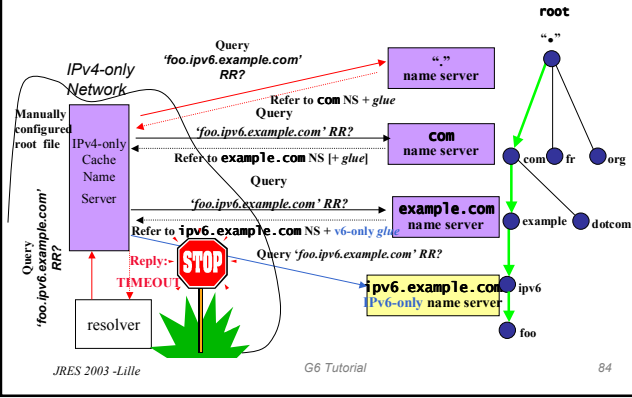 root
“•”
Query
'foo.ipv6.example.com'
RR?
“.”
name server
IPv4-only
Network
Refer to com NS + glue
Query
Manually
configured
root file
IPv4-only
Cache
Name
Server
'foo.ipv6.example.com' RR?
com
name server
Refer to example.com NS [+ glue]
com
fr
org
Query
'foo.ipv6.example.com' RR?
example.com
name server
example
dotcom
Refer to ipv6.example.com NS + v6-only glue
Query 'foo.ipv6.example.com' RR?
Query
'foo.ipv6.example.com'
RR?
Reply:-
TIMEOUT
STOP
ipv6.example.com
IPv6-only name server
ipv6
foo
resolver
JRES 2003 -Lille
G6 Tutorial
84